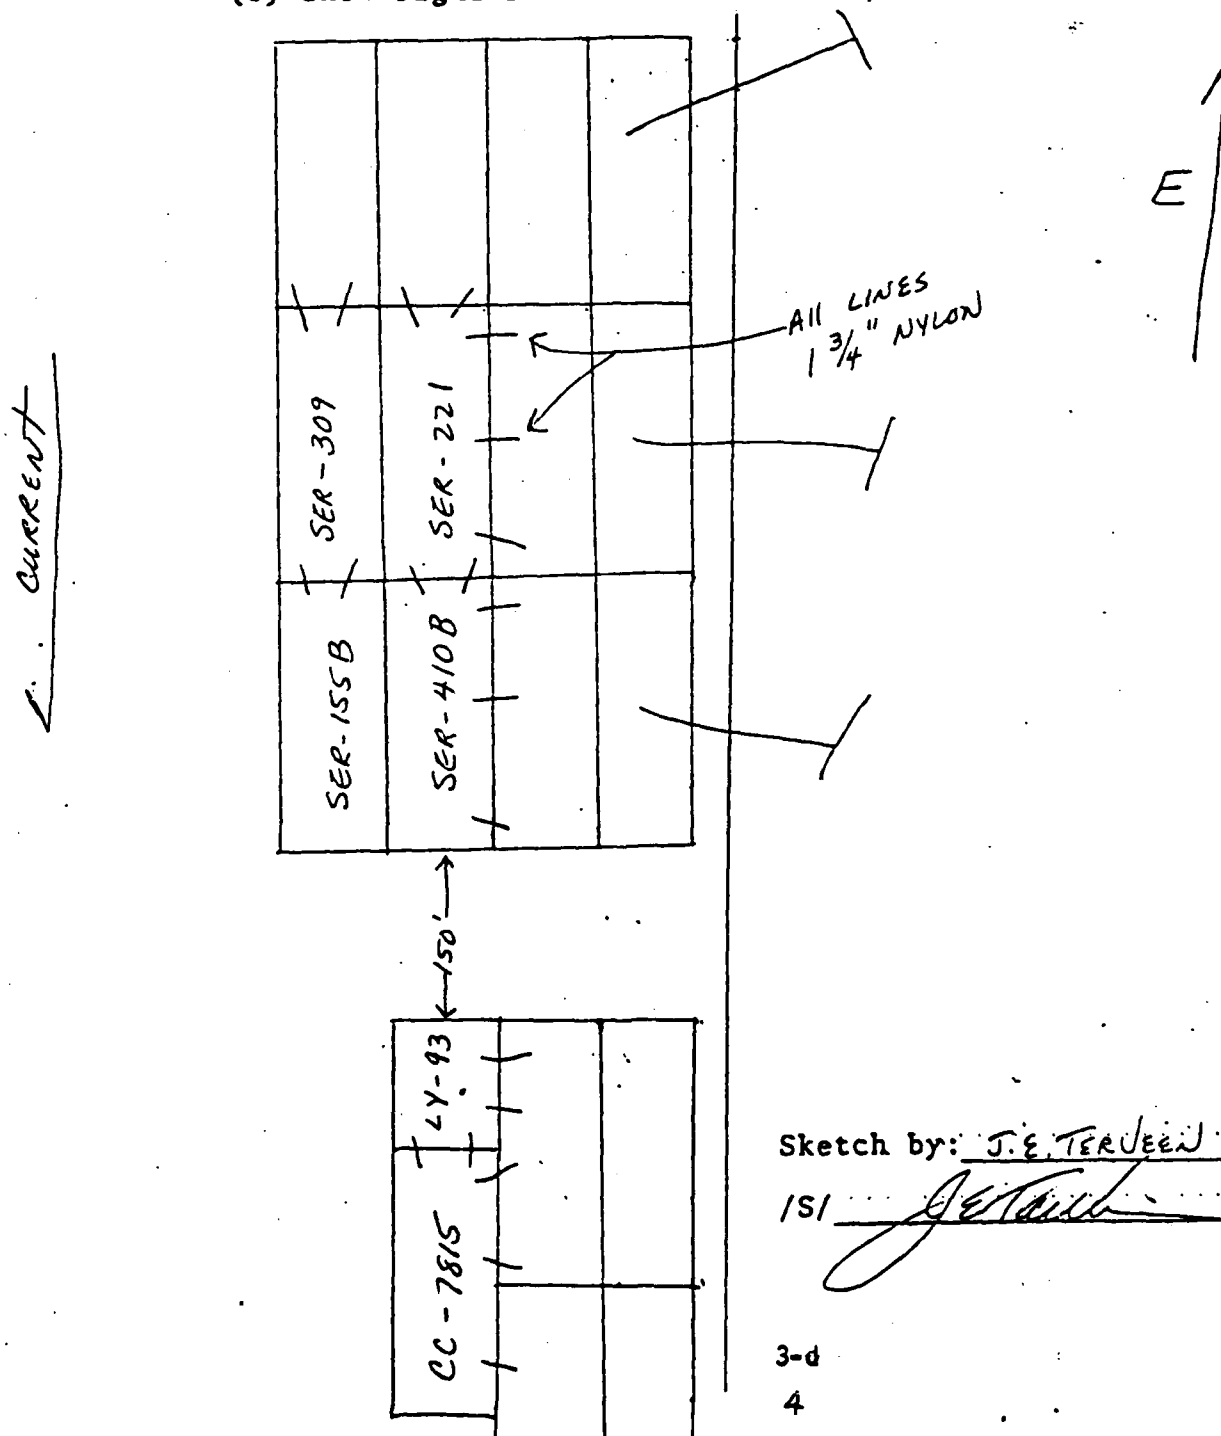 E
All LINES
1 3/4" NYLON
CURRENT
SER-309
SER-221
SER-155B
SER-410B
150'
LY-93
CC-7815
Sketch by: J.E. TERVEEN
/S/
3-d
4